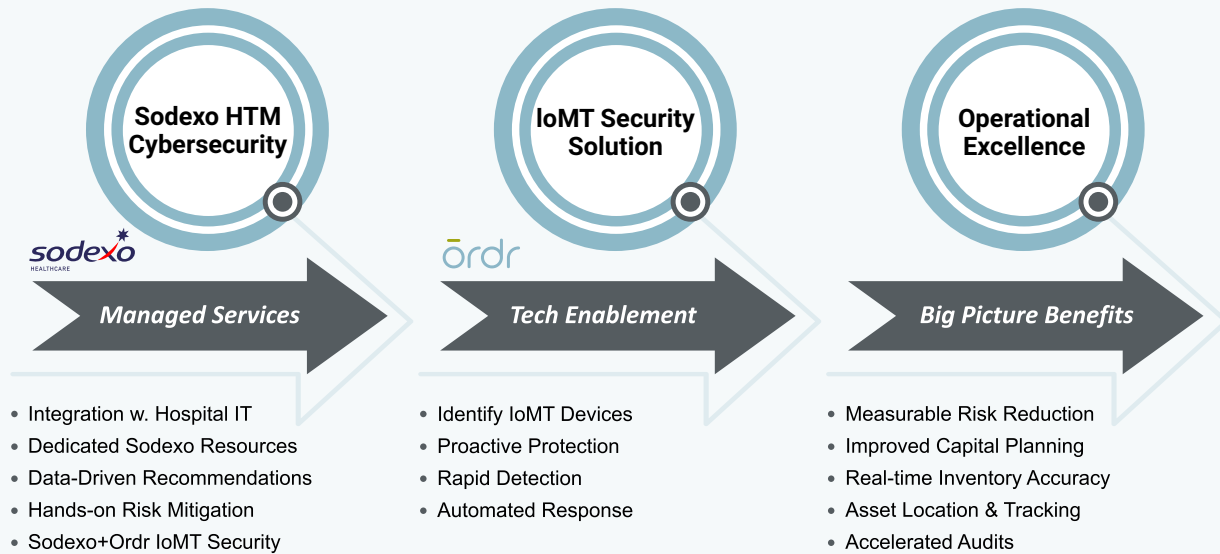 Sodexo HTM
Cybersecurity
sodexo
HEALTHCARE
Managed Services
• Integration w. Hospital IT
• Dedicated Sodexo Resources
• Data-Driven Recommendations
• Hands-on Risk Mitigation
• Sodexo+Ordr IoMT Security
IoMT Security
Solution
ōrdr
Tech Enablement
• Identify IoMT Devices
• Proactive Protection
• Rapid Detection
• Automated Response
Operational
Excellence
Big Picture Benefits
• Measurable Risk Reduction
• Improved Capital Planning
• Real-time Inventory Accuracy
• Asset Location & Tracking
• Accelerated Audits